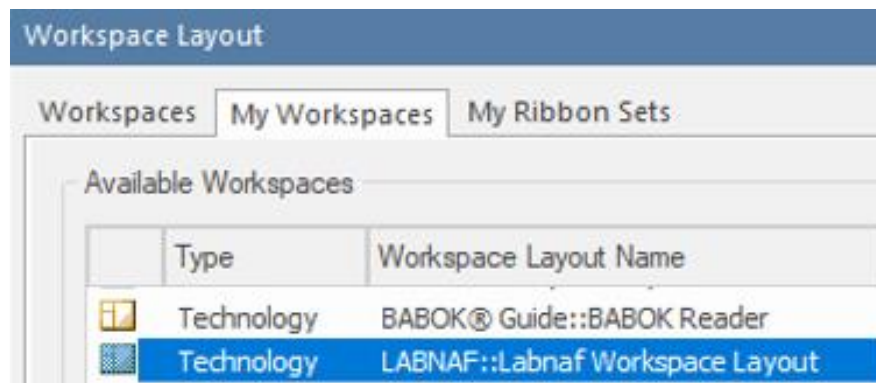 Workspace Layout
Workspaces My Workspaces My Ribbon Sets
Available Workspaces
Type Workspace Layout Name
Technology BABOK® Guide::BABOK Reader
Technology LABNAF::Labnaf Workspace Layout